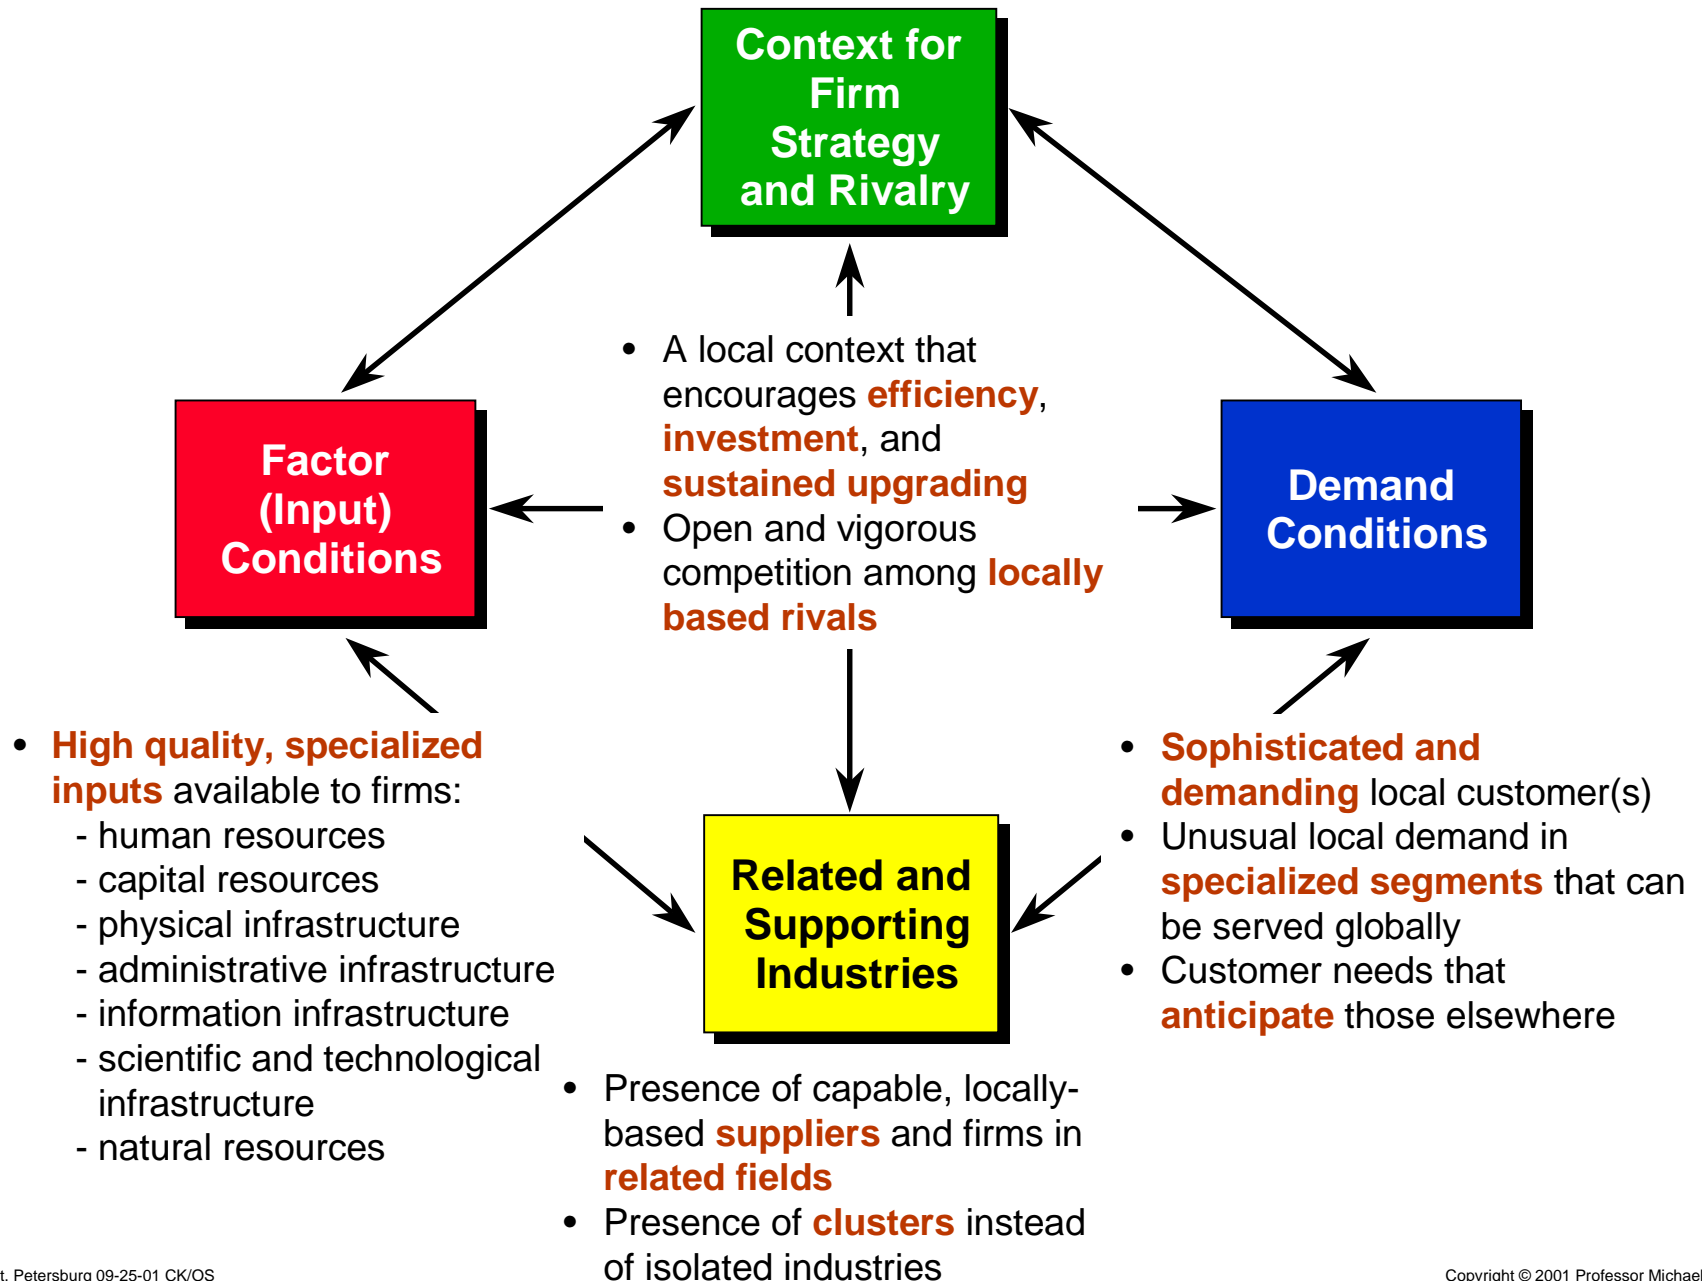 Context for
Firm
Strategy
and Rivalry
• A local context that
encourages efficiency,
investment, and
sustained upgrading
• Open and vigorous
competition among locally
based rivals
Factor
(Input)
Conditions
Demand
Conditions
• High quality, specialized
inputs available to firms:
- human resources
- capital resources
- physical infrastructure
- administrative infrastructure
- information infrastructure
- scientific and technological
infrastructure
- natural resources
Related and
Supporting
Industries
• Sophisticated and
demanding local customer(s)
• Unusual local demand in
specialized segments that can
be served globally
• Customer needs that
anticipate those elsewhere
• Presence of capable, locally-
based suppliers and firms in
related fields
• Presence of clusters instead
of isolated industries
t. Petersburg 09-25-01 CK/OS
Copyright © 2001 Professor Michael